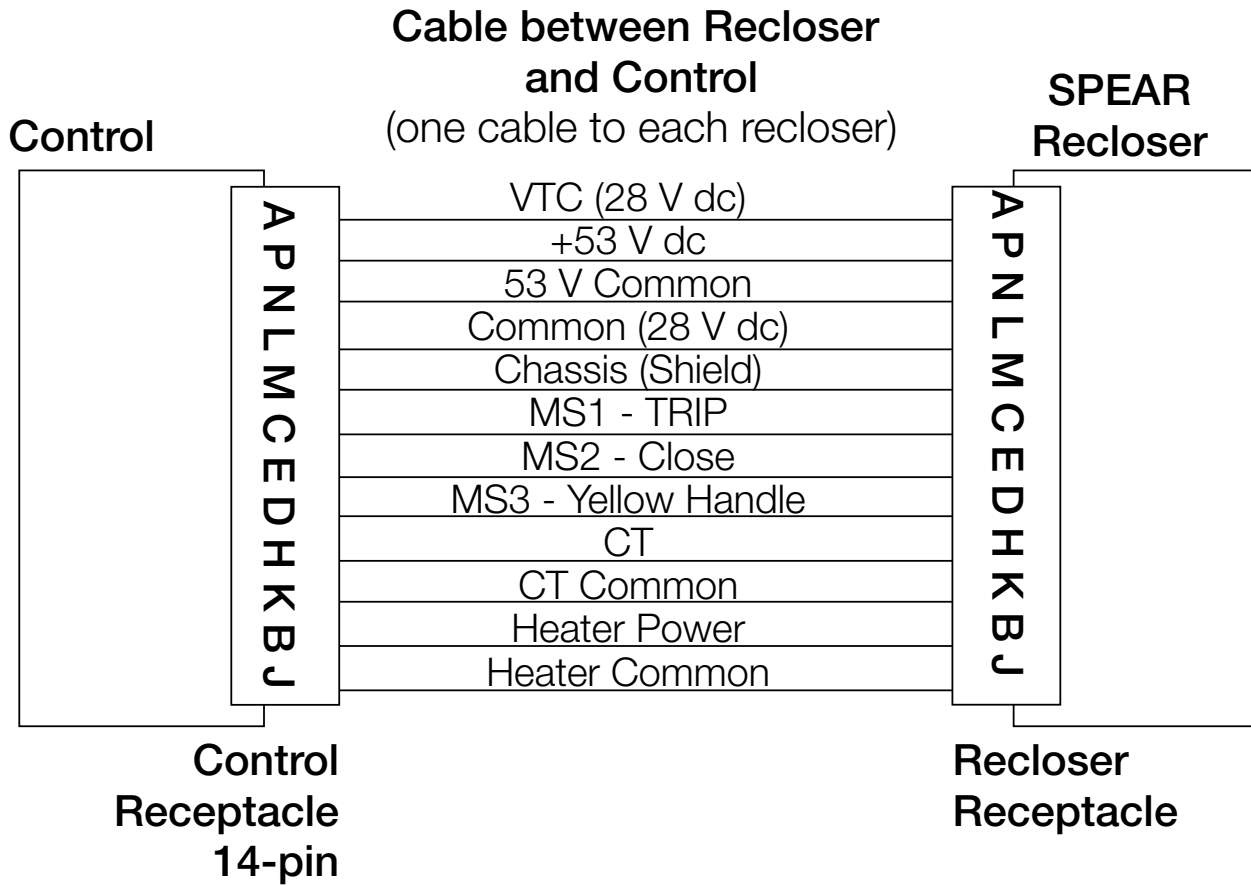 Cable between Recloser
and Control
(one cable to each recloser)
Control
SPEAR
Recloser
A P N L M C E D H K B J
VTC (28 V dc)
+53 V dc
53 V Common
Common (28 V dc)
Chassis (Shield)
MS1 - TRIP
MS2 - Close
MS3 - Yellow Handle
CT
CT Common
Heater Power
Heater Common
A P N L M C E D H K B J
Control
Receptacle
14-pin
Recloser
Receptacle